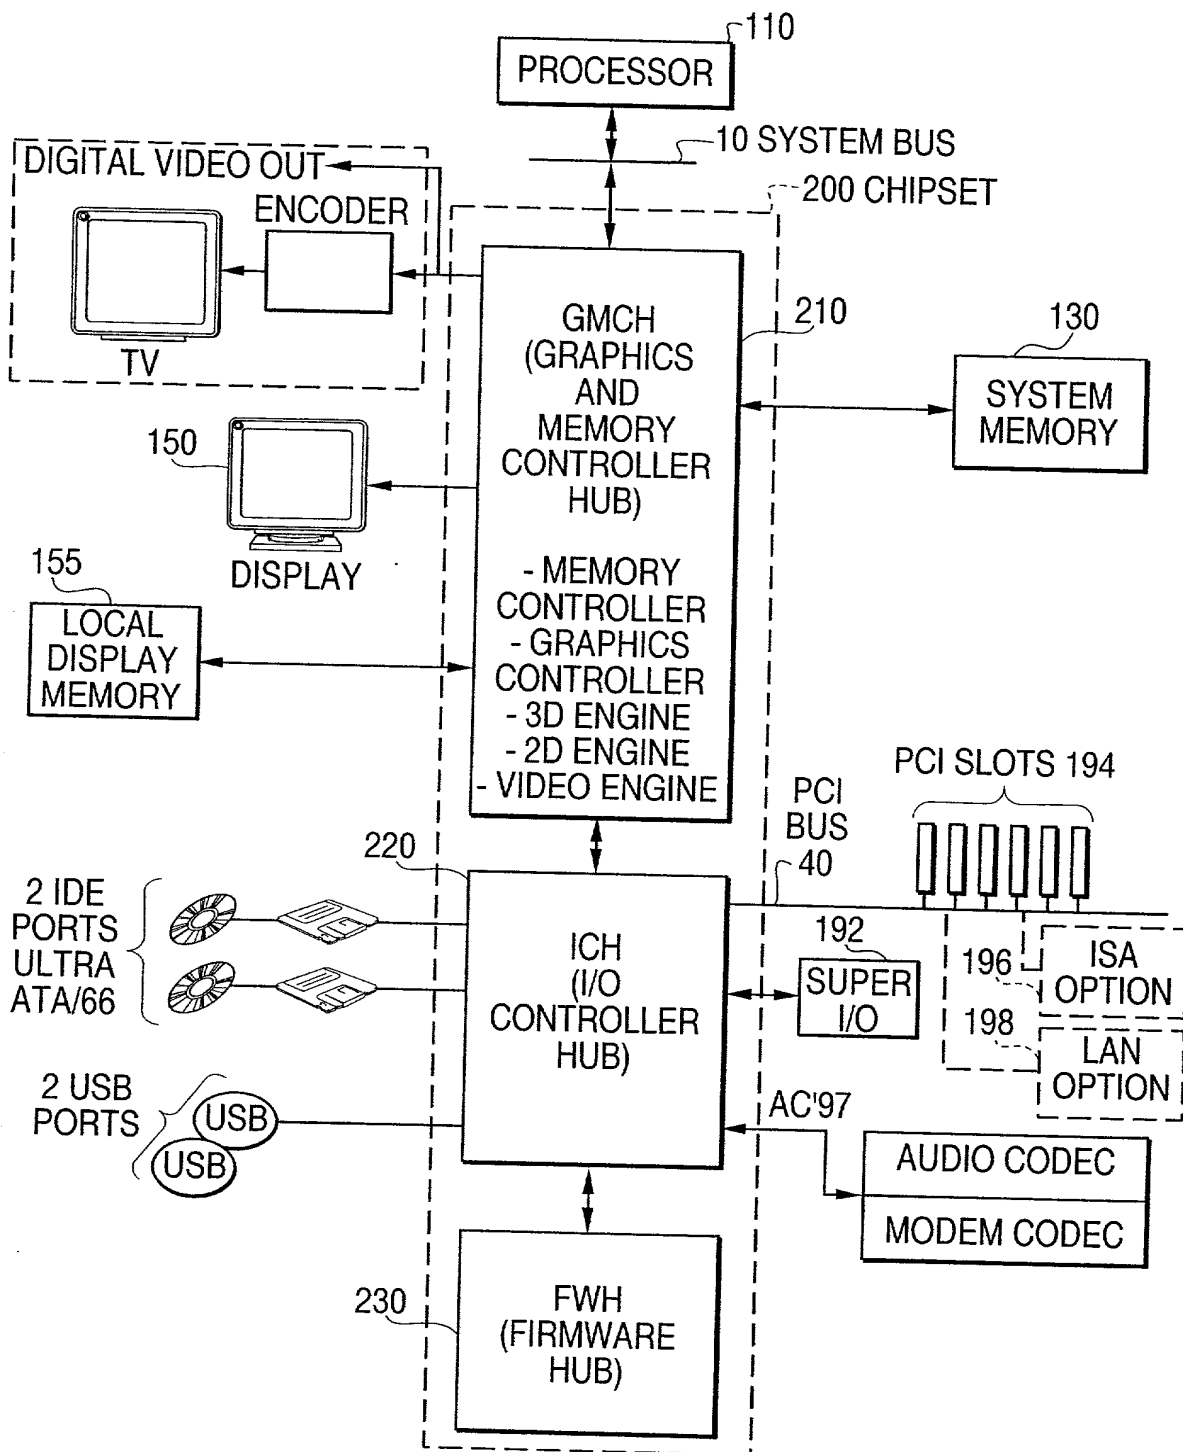 110
PROCESSOR
10 SYSTEM BUS
200 CHIPSET
DIGITAL VIDEO OUT
ENCODER
TV
GMCH
(GRAPHICS
AND
MEMORY
CONTROLLER
HUB)
- MEMORY
CONTROLLER
- GRAPHICS
CONTROLLER
- 3D ENGINE
- 2D ENGINE
- VIDEO ENGINE
210
130
SYSTEM
MEMORY
150
DISPLAY
155
LOCAL
DISPLAY
MEMORY
PCI SLOTS 194
PCI
BUS
40
220
2 IDE
PORTS
ULTRA
ATA/66
ICH
(I/O
CONTROLLER
HUB)
192
SUPER
I/O
196
ISA
OPTION
198
LAN
OPTION
2 USB
PORTS
USB
USB
AC'97
AUDIO CODEC
MODEM CODEC
230
FWH
(FIRMWARE
HUB)